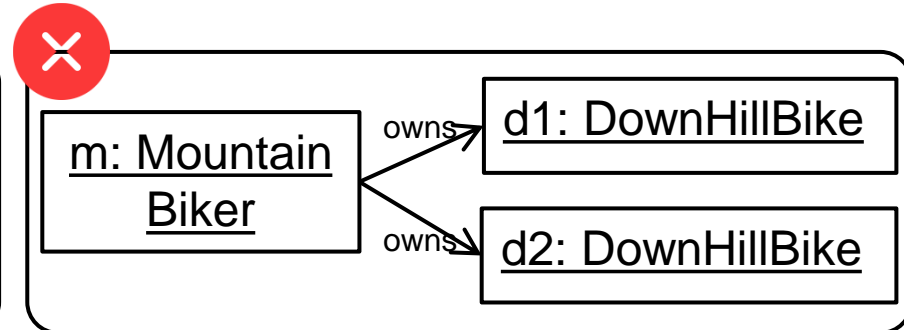 m: Mountain
Biker
owns
d1: DownHillBike
owns
d2: DownHillBike